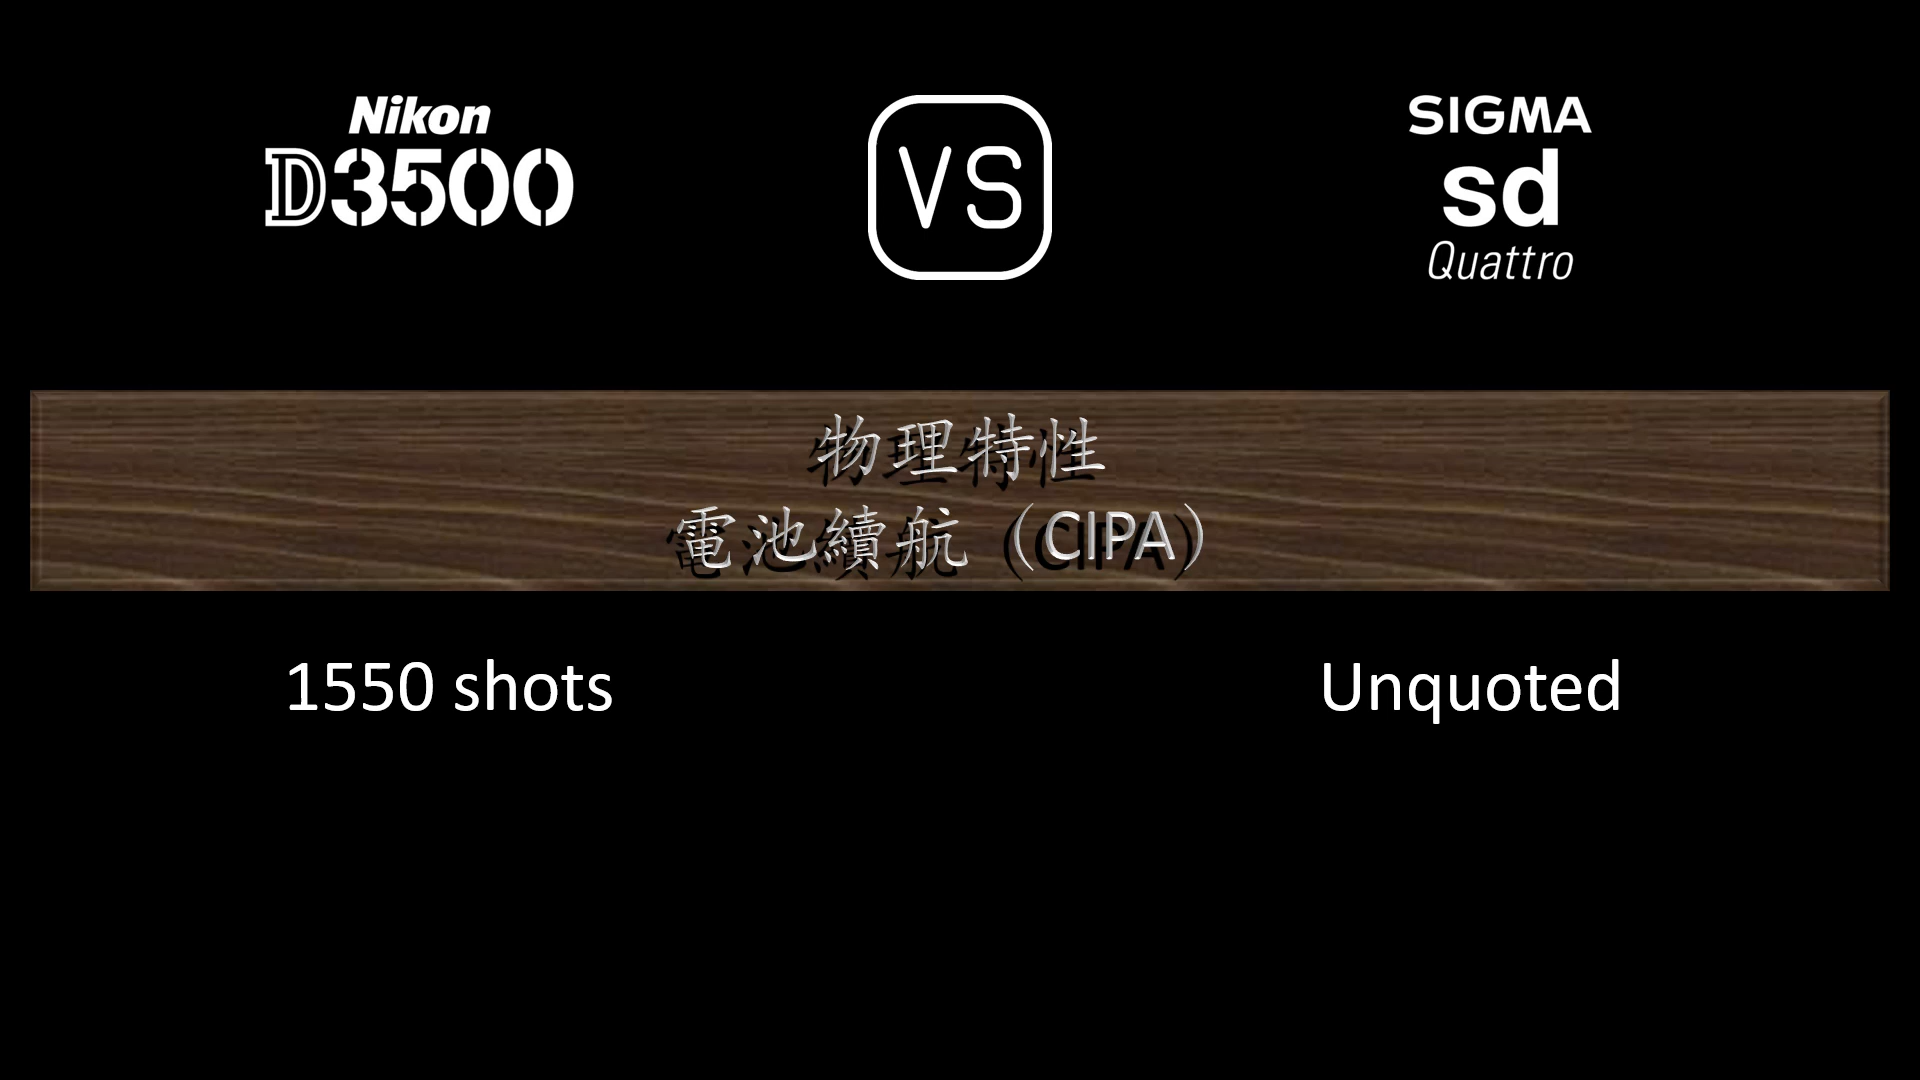 Nikon
D3500
VS
SIGMA
sd
Quattro
物理特性
電池續航（CIPA）
1550 shots
Unquoted